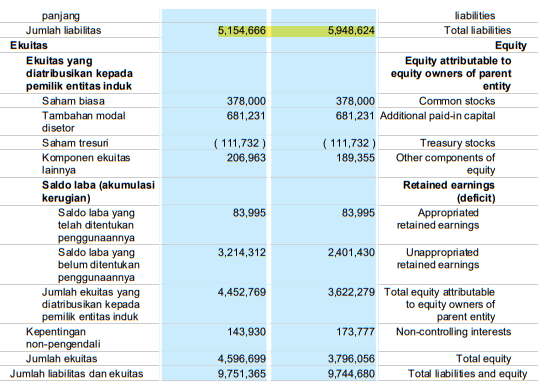 panjang liabilities
Jumlah liabilitas 5,154,666 5,948,624 Total liabilities
Ekuitas Equity
Ekuitas yang Equity attributable to
diatribusikan kepada equity owners of parent
pemilik entitas induk entity
Saham biasa 378,000 378,000 Common stocks
Tambahan modal 681,231 681,231 Additional paid-in capital
disetor
Saham tresuri ( 111,732 ) ( 111,732 ) Treasury stocks
Komponen ekuitas 206,963 189,355 Other components of
lainnya equity
Saldo laba (akumulasi Retained earnings
kerugian) (deficit)
Saldo laba yang 83,995 83,995 Appropriated
telah ditentukan retained earnings
penggunaannya
Saldo laba yang 3,214,312 2,401,430 Unappropriated
belum ditentukan retained earnings
penggunaannya
Jumlah ekuitas yang 4,452,769 3,622,279 Total equity attributable
diatribusikan kepada to equity owners of
pemilik entitas induk parent entity
Kepentingan 143,930 173,777 Non-controlling interests
non-pengendali
Jumlah ekuitas 4,596,699 3,796,056 Total equity
Jumlah liabilitas dan ekuitas 9,751,365 9,744,680 Total liabilities and equity